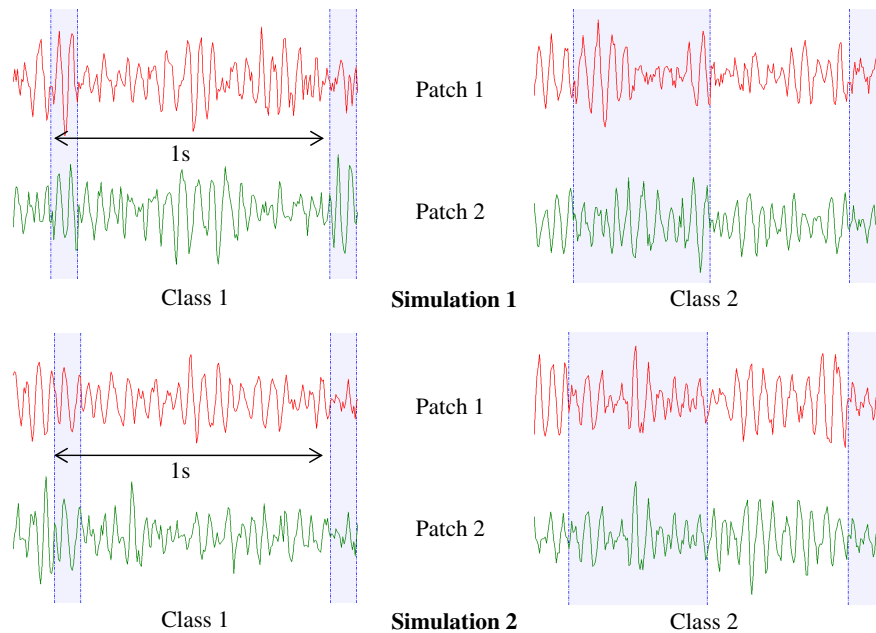 Patch 1
1s
Patch 2
Class 1 Simulation 1 Class 2
Patch 1
1s
Patch 2
Class 1 Simulation 2 Class 2